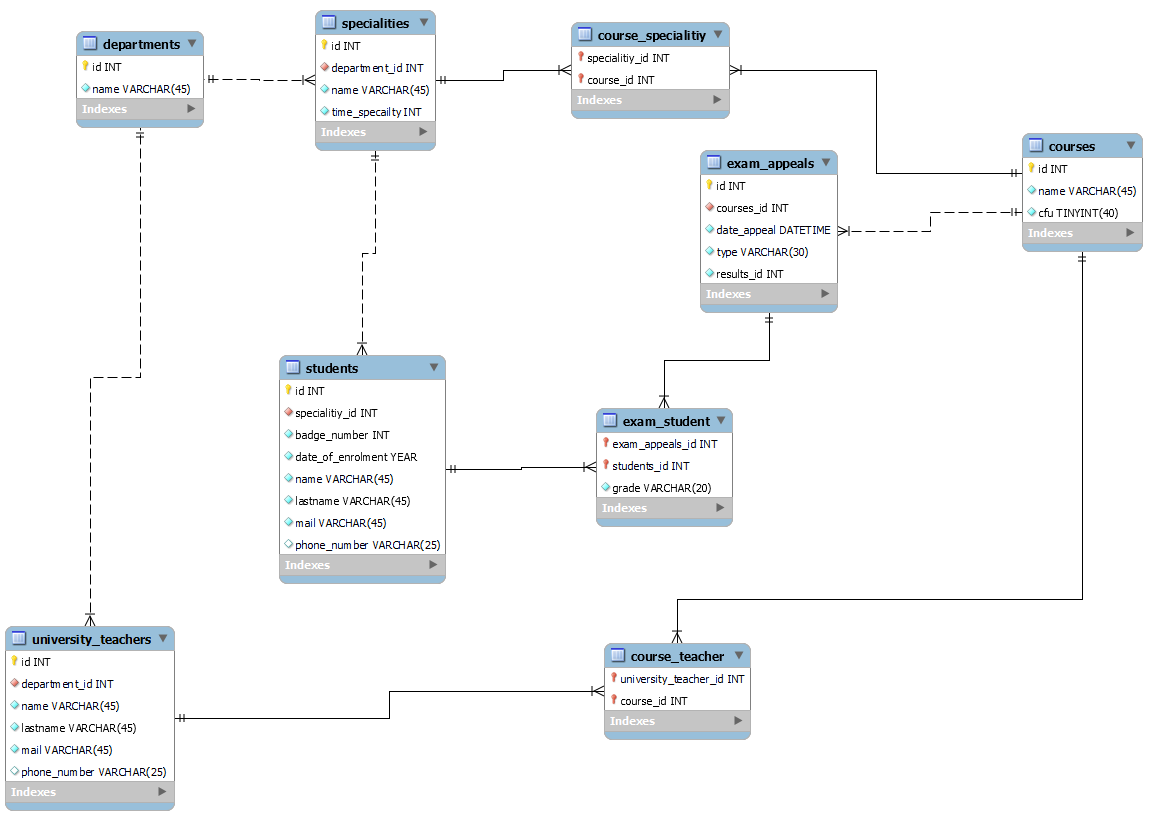 departments
id INT
name VARCHAR(45)
Indexes
specialities
id INT
department_id INT
name VARCHAR(45)
time_specailty INT
Indexes
course_specialitiy
specialitiy_id INT
course_id INT
Indexes
courses
id INT
name VARCHAR(45)
cfu TINYINT(40)
Indexes
exam_appeals
id INT
courses_id INT
date_appeal DATETIME
type VARCHAR(30)
results_id INT
Indexes
students
id INT
specialitiy_id INT
badge_number INT
date_of_enrolment YEAR
name VARCHAR(45)
lastname VARCHAR(45)
mail VARCHAR(45)
phone_number VARCHAR(25)
Indexes
exam_student
exam_appeals_id INT
students_id INT
grade VARCHAR(20)
Indexes
university_teachers
id INT
department_id INT
name VARCHAR(45)
lastname VARCHAR(45)
mail VARCHAR(45)
phone_number VARCHAR(25)
Indexes
course_teacher
university_teacher_id INT
course_id INT
Indexes